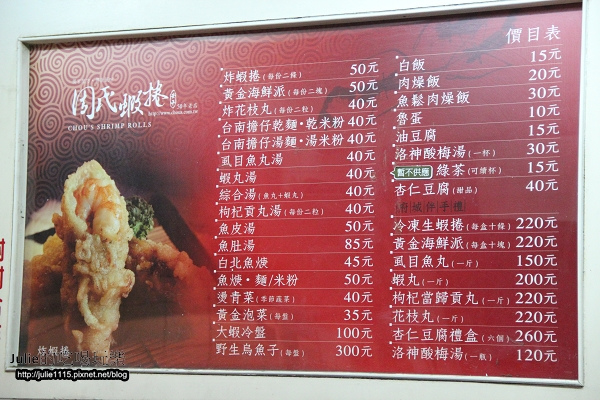 周氏蝦捲
CHOU'S SHRIMP ROLLS
炸蝦捲(每份二條) 50元
黃金海鮮派(每份二塊) 50元
炸花枝丸(每份二粒) 40元
台南擔仔乾麵·乾米粉 40元
台南擔仔湯麵·湯米粉 40元
虱目魚丸湯 40元
蝦丸湯 40元
綜合湯(魚丸+蝦丸) 40元
枸杞貢丸湯(每份二粒) 40元
魚皮湯 50元
魚肚湯 85元
白北魚焿 45元
魚焿·麵/米粉 50元
燙青菜(季節蔬菜) 40元
黃金泡菜(每盤) 35元
大蝦冷盤 100元
野生烏魚子(每份) 300元
價目表
白飯 15元
肉燥飯 20元
魚鬆肉燥飯 30元
魯蛋 10元
油豆腐 15元
洛神酸梅湯(一杯) 30元
暫不供應 綠茶(可續杯) 15元
杏仁豆腐(甜品) 40元
府城伴手禮
冷凍生蝦捲(每盒十條) 220元
黃金海鮮派(每盒十塊) 220元
虱目魚丸(一斤) 150元
蝦丸(一斤) 200元
枸杞當歸貢丸(一斤) 220元
花枝丸(一斤) 220元
杏仁豆腐禮盒(六個) 260元
洛神酸梅湯(一瓶) 120元
炸蝦捲
http://julie1115.pixnet.net/blog